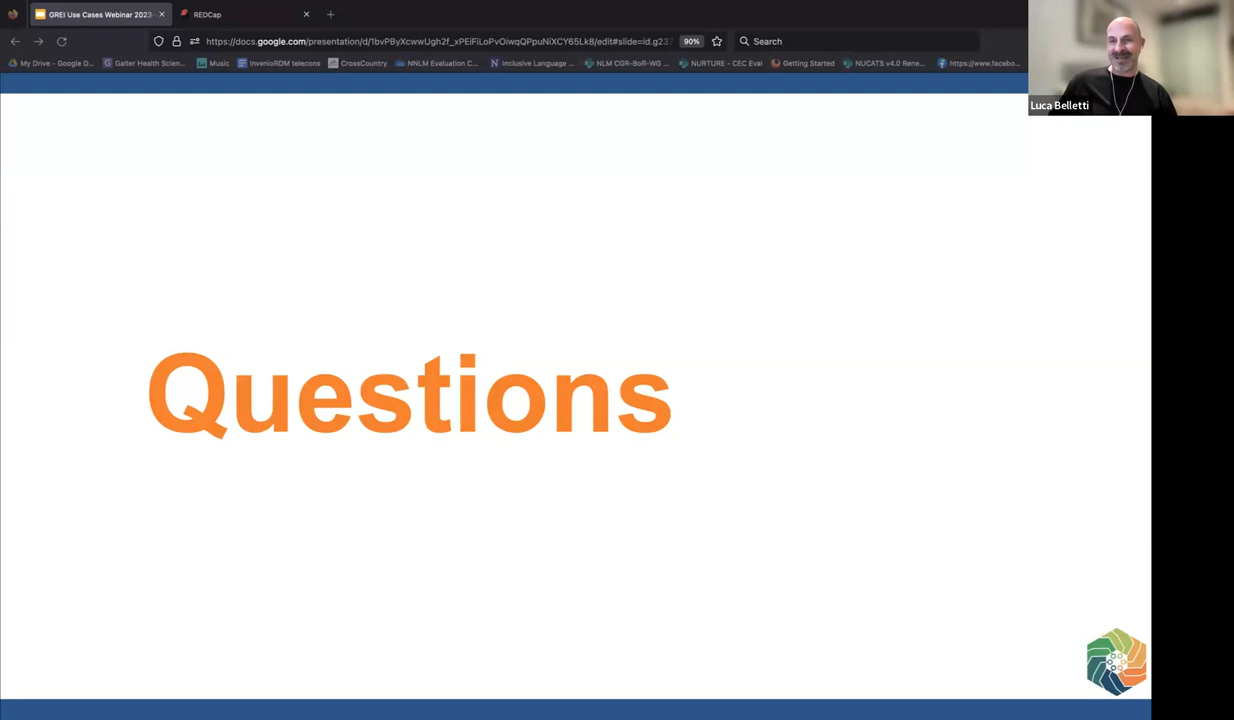 GREI Use Cases Webinar 2023
REDCap
https://docs.google.com/presentation/d/1bvPByXcwwUgh2f_xPEiFiLoPvOiwqQPpuNiXCY65Lk8/edit#slide=id.g237
90%
Search
My Drive - Google D...
Galter Health Scien...
Music
InvenioRDM telecons
CrossCountry
NNLM Evaluation C...
Inclusive Language ...
NLM CGR-BoR-WG ...
NURTURE - CEC Eval
Getting Started
NUCATS v4.0 Rene...
https://www.facebo...
Luca Belletti
Questions